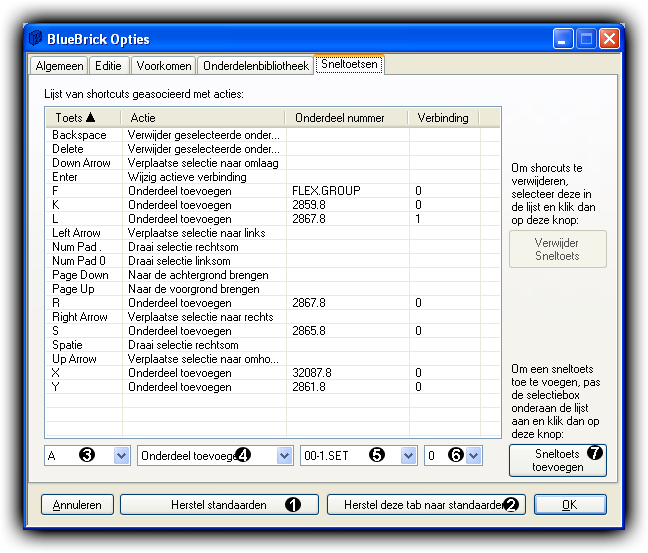 BlueBrick Opties
Algemeen Editie Voorkomen Onderdelenbibliotheek Sneltoetsen
Lijst van shortcuts geasocieerd met acties:
Toets Actie Onderdeel nummer Verbinding
Backspace Verwijder geselecteerde onder...
Delete Verwijder geselecteerde onder...
Down Arrow Verplaatse selectie naar omlaag
Enter Wijzig actieve verbinding
F Onderdeel toevoegen FLEX.GROUP 0
K Onderdeel toevoegen 2859.8 0
L Onderdeel toevoegen 2867.8 1
Left Arrow Verplaatse selectie naar links
Num Pad . Draai selectie rechtsom
Num Pad 0 Draai selectie linksom
Page Down Naar de achtergrond brengen
Page Up Naar de voorgrond brengen
R Onderdeel toevoegen 2867.8 0
Right Arrow Verplaatse selectie naar rechts
S Onderdeel toevoegen 2865.8 0
Spatie Draai selectie rechtsom
Up Arrow Verplaatse selectie naar omho...
X Onderdeel toevoegen 32087.8 0
Y Onderdeel toevoegen 2861.8 0
Om shorcuts te
verwijderen,
selecteer deze in
de lijst en klik dan
op deze knop:
Verwijder
Sneltoets
Om een sneltoets
toe te voegen, pas
de selectiebox
onderaan de lijst
aan en klik dan op
deze knop:
Sneltoets 7
toevoegen
A 3 Onderdeel toevoege 4 00-1.SET 5 0 6
Annuleren Herstel standaarden 1 Herstel deze tab naar standaarde 2 OK